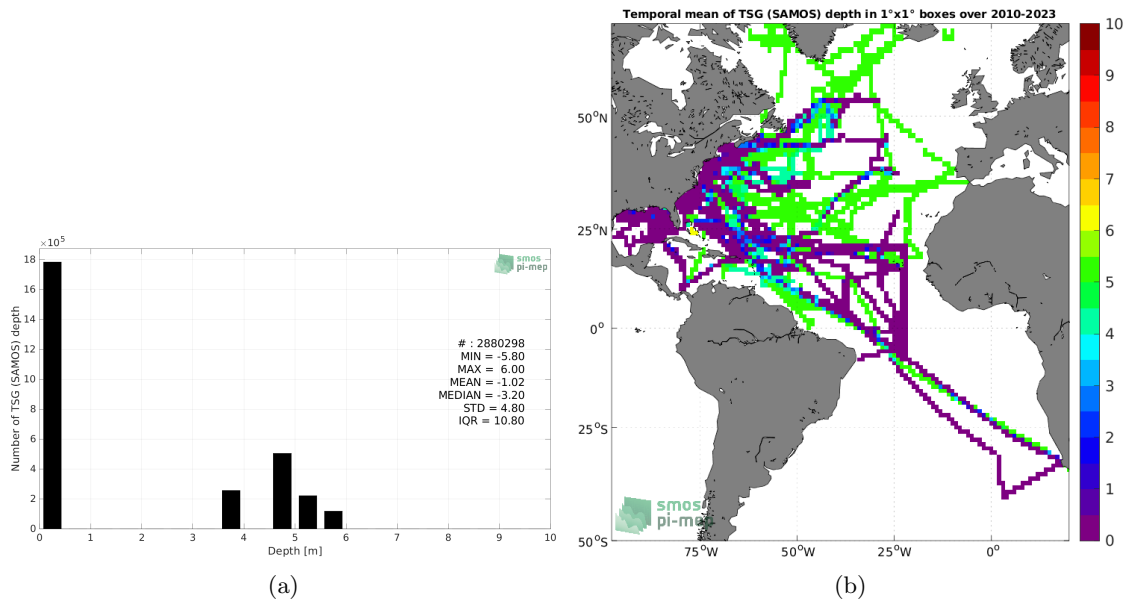 Temporal mean of TSG (SAMOS) depth in 1°x1° boxes over 2010-2023
×10⁵
18
16
14
12
10
8
6
4
2
0
Number of TSG (SAMOS) depth
smos
pi-mep
# : 2880298
MIN = -5.80
MAX = 6.00
MEAN = -1.02
MEDIAN = -3.20
STD = 4.80
IQR = 10.80
0 1 2 3 4 5 6 7 8 9 10
Depth [m]
(a)
50°N
25°N
0°
25°S
50°S
75°W 50°W 25°W 0°
smos
pi-mep
10
9
8
7
6
5
4
3
2
1
0
(b)